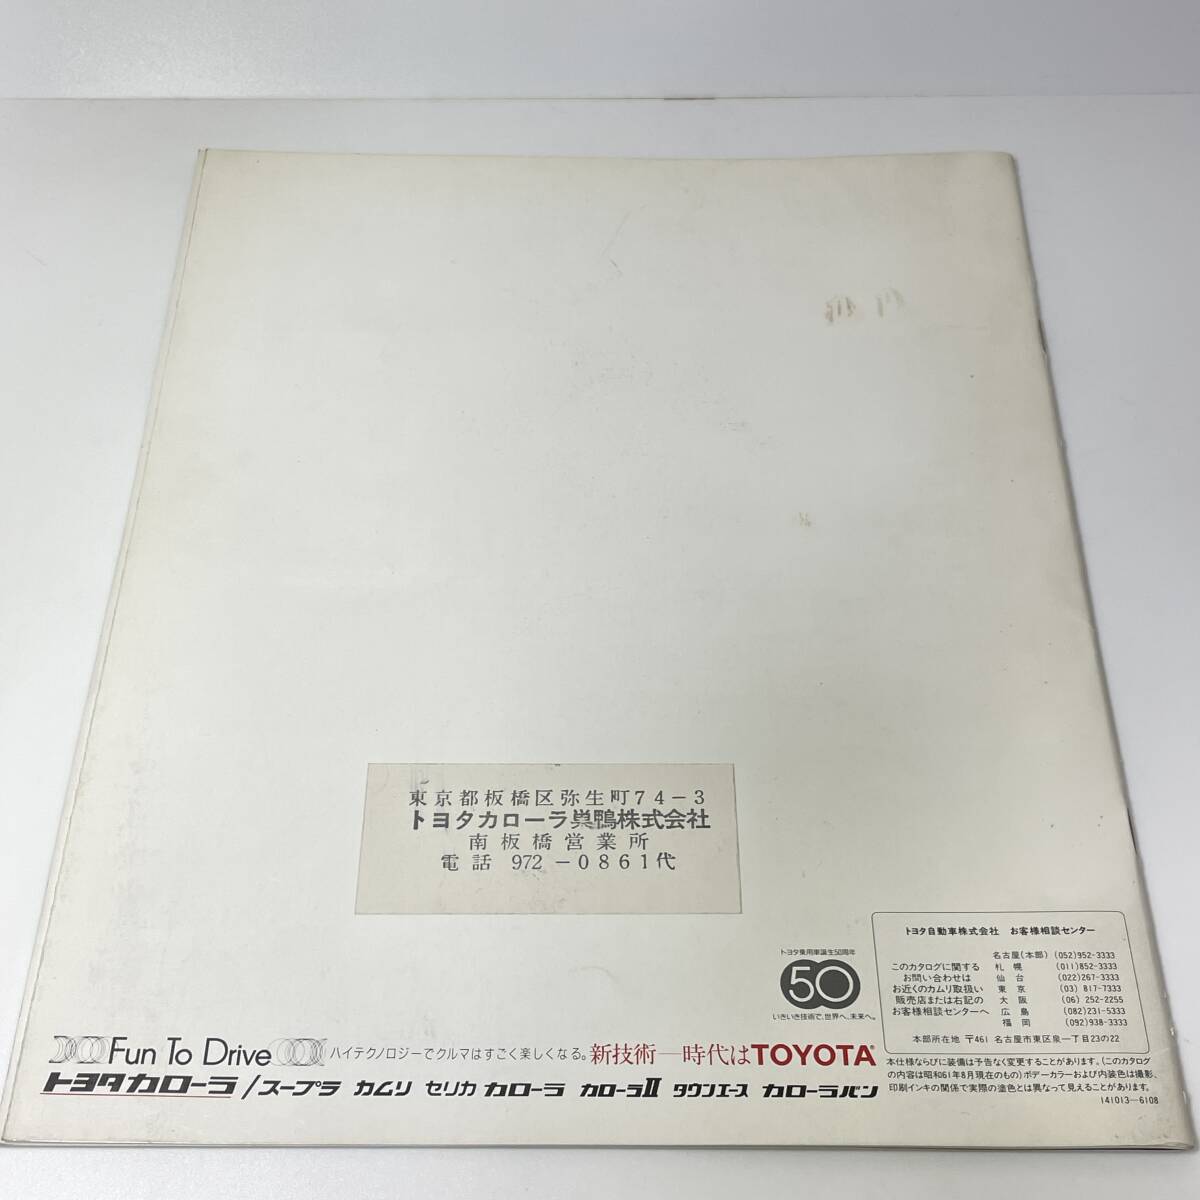 東京都板橋区弥生町74-3
トヨタカローラ巣鴨株式会社
南板橋営業所
電話 972-0861代
トヨタ乗用車誕生50周年
50
いきいき技術で、世界へ、未来へ。
トヨタ自動車株式会社 お客様相談センター
このカタログに関する
お問い合わせは
お近くのカムリ取扱い
販売店または右記の
お客様相談センターへ
名古屋(本部) (052)952-3333
札幌 (011)852-3333
仙台 (022)267-3333
東京 (03) 817-7333
大阪 (06) 252-2255
広島 (082)231-5333
福岡 (092)938-3333
本部所在地 〒461 名古屋市東区泉一丁目23の22
Fun To Drive ハイテクノロジーでクルマはすごく楽しくなる。新技術―時代はTOYOTA
トヨタカローラ/スープラ カムリ セリカ カローラ カローラII タウンエース カローラバン
本仕様ならびに装備は予告なく変更することがあります。(このカタログ
の内容は昭和61年8月現在のもの)ボデーカラーおよび内装色は撮影、
印刷インキの関係で実際の塗色とは異なって見えることがあります。
141013—6108